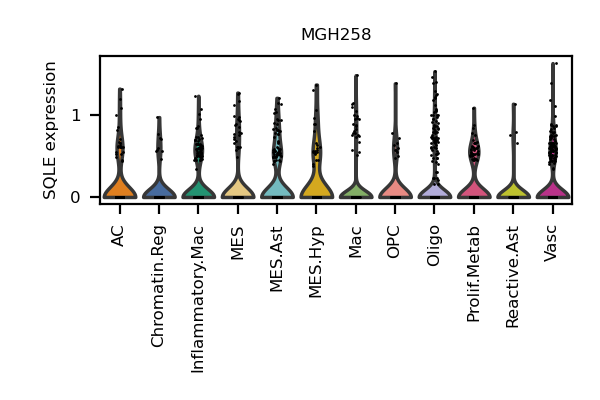 MGH258
SQLE expression
1
0
AC
Chromatin.Reg
Inflammatory.Mac
MES
MES.Ast
MES.Hyp
Mac
OPC
Oligo
Prolif.Metab
Reactive.Ast
Vasc